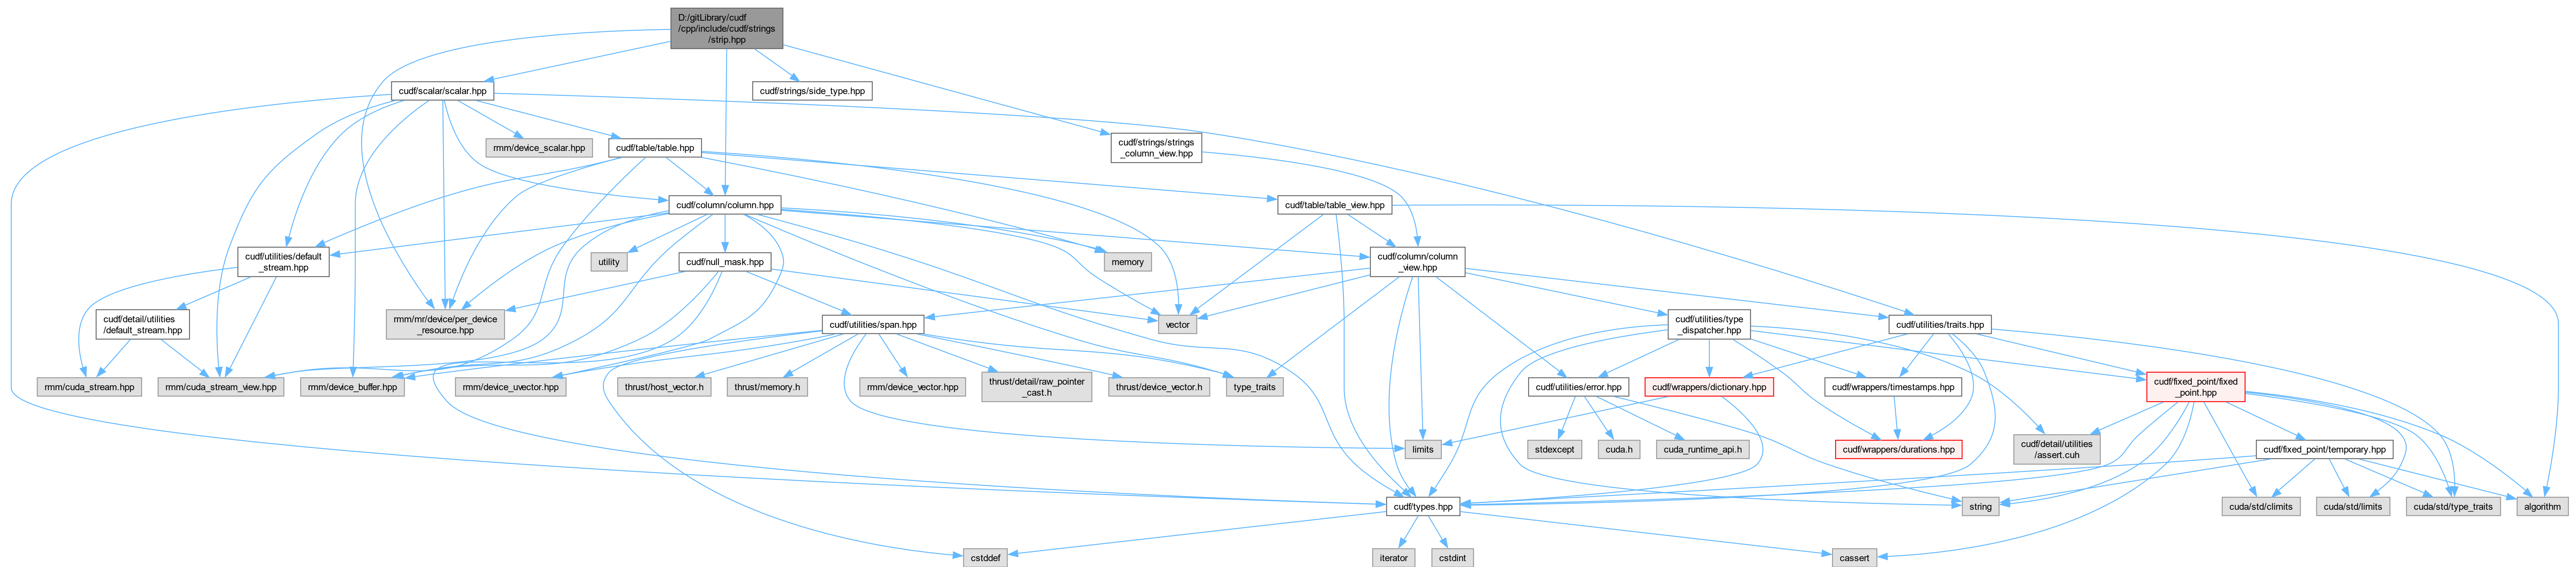 D:/gitLibrary/cudf
/cpp/include/cudf/strings
/strip.hpp
cudf/scalar/scalar.hpp
cudf/strings/side_type.hpp
rmm/device_scalar.hpp
cudf/table/table.hpp
cudf/strings/strings
_column_view.hpp
cudf/column/column.hpp
cudf/table/table_view.hpp
cudf/utilities/default
_stream.hpp
utility
cudf/null_mask.hpp
memory
cudf/column/column
_view.hpp
cudf/detail/utilities
/default_stream.hpp
rmm/mr/device/per_device
_resource.hpp
cudf/utilities/span.hpp
vector
cudf/utilities/type
_dispatcher.hpp
cudf/utilities/traits.hpp
rmm/cuda_stream.hpp
rmm/cuda_stream_view.hpp
rmm/device_buffer.hpp
rmm/device_uvector.hpp
thrust/host_vector.h
thrust/memory.h
rmm/device_vector.hpp
thrust/detail/raw_pointer
_cast.h
thrust/device_vector.h
type_traits
cudf/utilities/error.hpp
cudf/wrappers/dictionary.hpp
cudf/wrappers/timestamps.hpp
cudf/fixed_point/fixed
_point.hpp
limits
stdexcept
cuda.h
cuda_runtime_api.h
cudf/wrappers/durations.hpp
cudf/detail/utilities
/assert.cuh
cudf/fixed_point/temporary.hpp
cudf/types.hpp
string
cuda/std/climits
cuda/std/limits
cuda/std/type_traits
algorithm
cstddef
iterator
cstdint
cassert